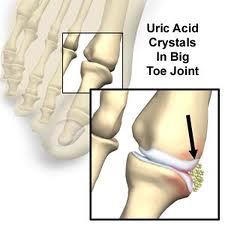 Uric Acid
Crystals
In Big
Toe Joint